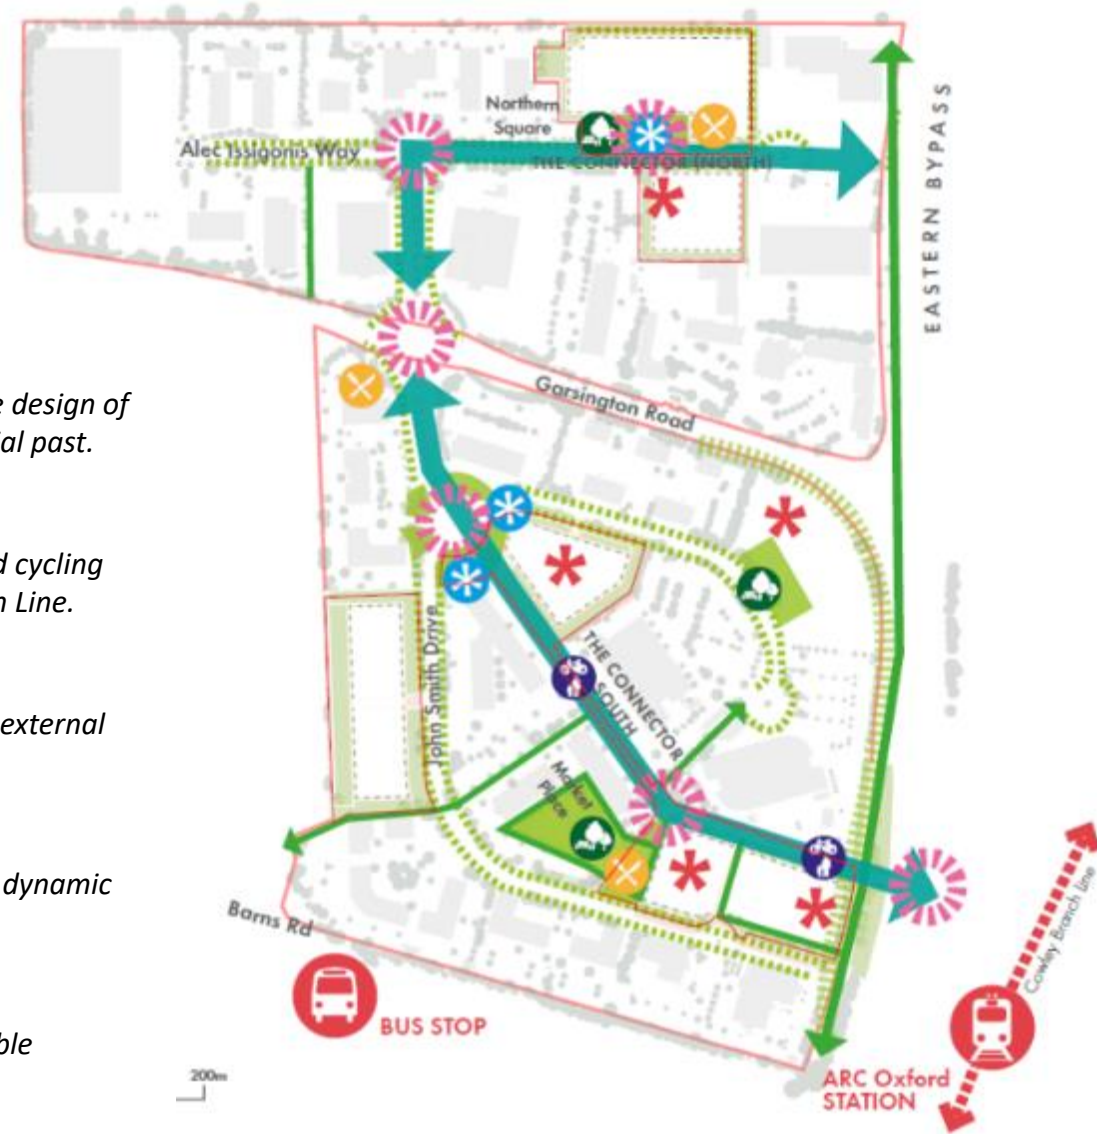 Northern
Square
Alec Issigonis Way
THE CONNECTOR (NORTH)
EASTERN BYPASS
Garsington Road
e design of
al past.
d cycling
n Line.
external
dynamic
ble
John Smith Drive
THE CONNECTOR
SOUTH
Market
Place
Barns Rd
BUS STOP
Cowley Branch line
200m
ARC Oxford
STATION